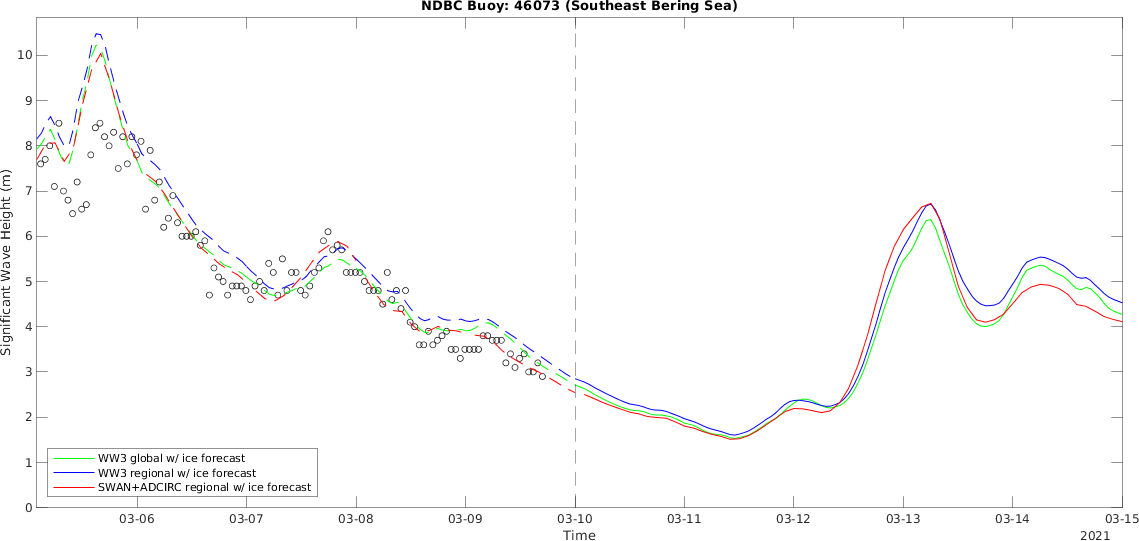 NDBC Buoy: 46073 (Southeast Bering Sea)
Significant Wave Height (m)
10
9
8
7
6
5
4
3
2
1
0
WW3 global w/ ice forecast
WW3 regional w/ ice forecast
SWAN+ADCIRC regional w/ ice forecast
03-06 03-07 03-08 03-09 03-10 03-11 03-12 03-13 03-14 03-15
Time
2021